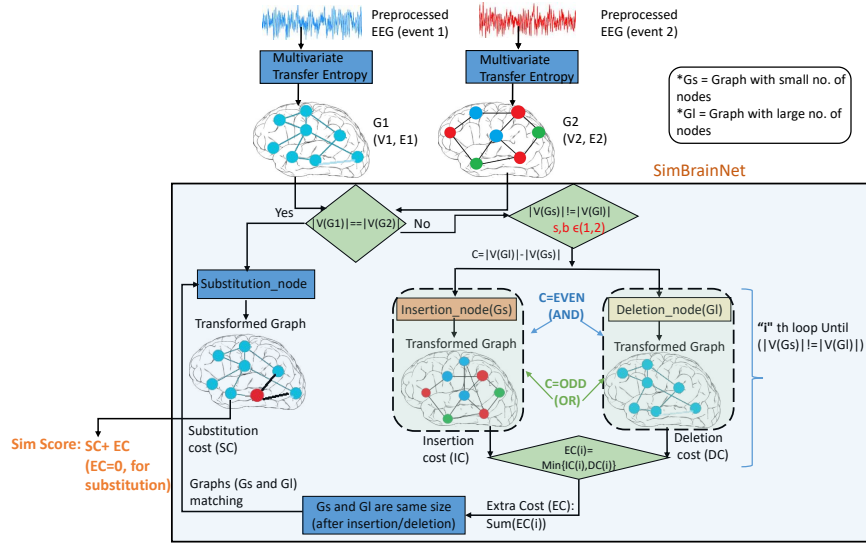 Preprocessed
EEG (event 1)
Preprocessed
EEG (event 2)
Multivariate
Transfer Entropy
Multivariate
Transfer Entropy
*Gs = Graph with small no. of
nodes
*Gl = Graph with large no. of
nodes
G1
(V1, E1)
G2
(V2, E2)
SimBrainNet
Yes
|V(G1)|==|V(G2)|
No
|V(Gs)|!=|V(Gl)|
s,b ϵ(1,2)
C=|V(Gl)|-|V(Gs)|
Substitution_node
Insertion_node(Gs)
C=EVEN
(AND)
Deletion_node(Gl)
"i" th loop Until
(|V(Gs)|!=|V(Gl)|)
Transformed Graph
Transformed Graph
Transformed Graph
C=ODD
(OR)
Substitution
cost (SC)
Insertion
cost (IC)
Deletion
cost (DC)
Sim Score: SC+ EC
(EC=0, for
substitution)
EC(i)=
Min{IC(i),DC(i)}
Graphs (Gs and Gl)
matching
Gs and Gl are same size
(after insertion/deletion)
Extra Cost (EC):
Sum(EC(i))